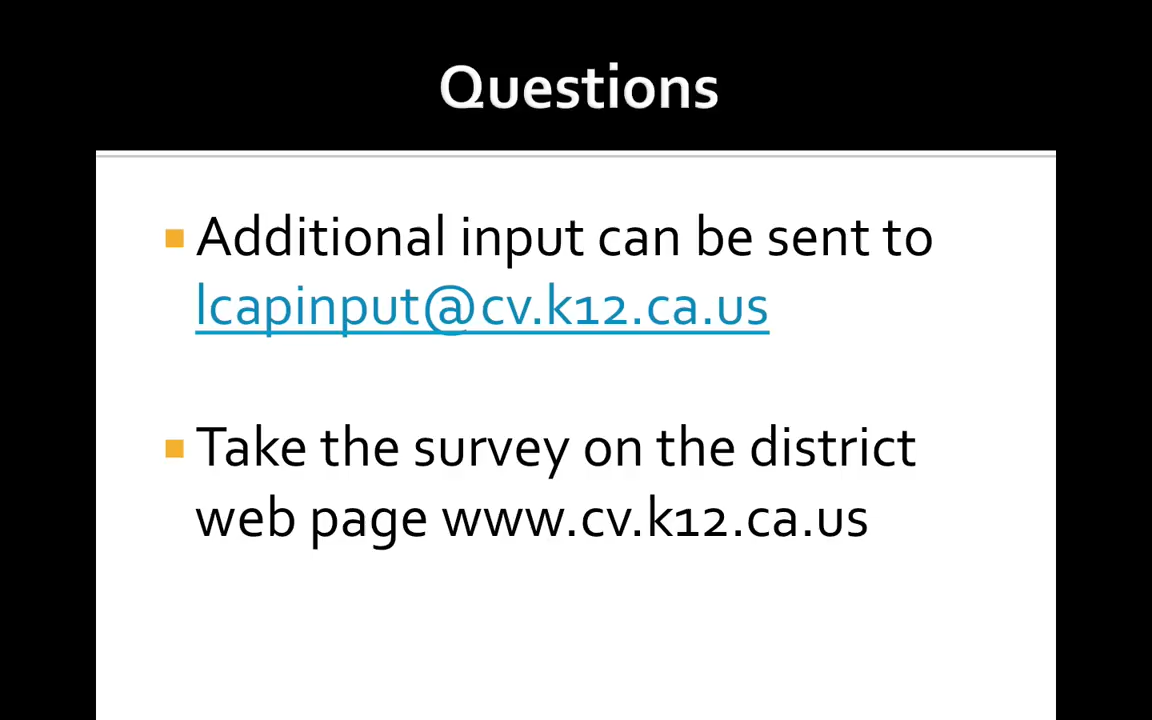 Questions
Additional input can be sent to
lcapinput@cv.k12.ca.us
Take the survey on the district
web page www.cv.k12.ca.us